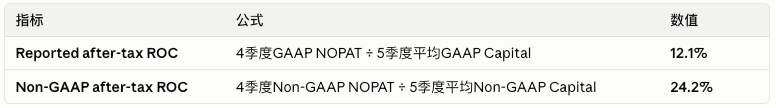 指标 公式 数值
Reported after-tax ROC 4季度GAAP NOPAT ÷ 5季度平均GAAP Capital 12.1%
Non-GAAP after-tax ROC 4季度Non-GAAP NOPAT ÷ 5季度平均Non-GAAP Capital 24.2%